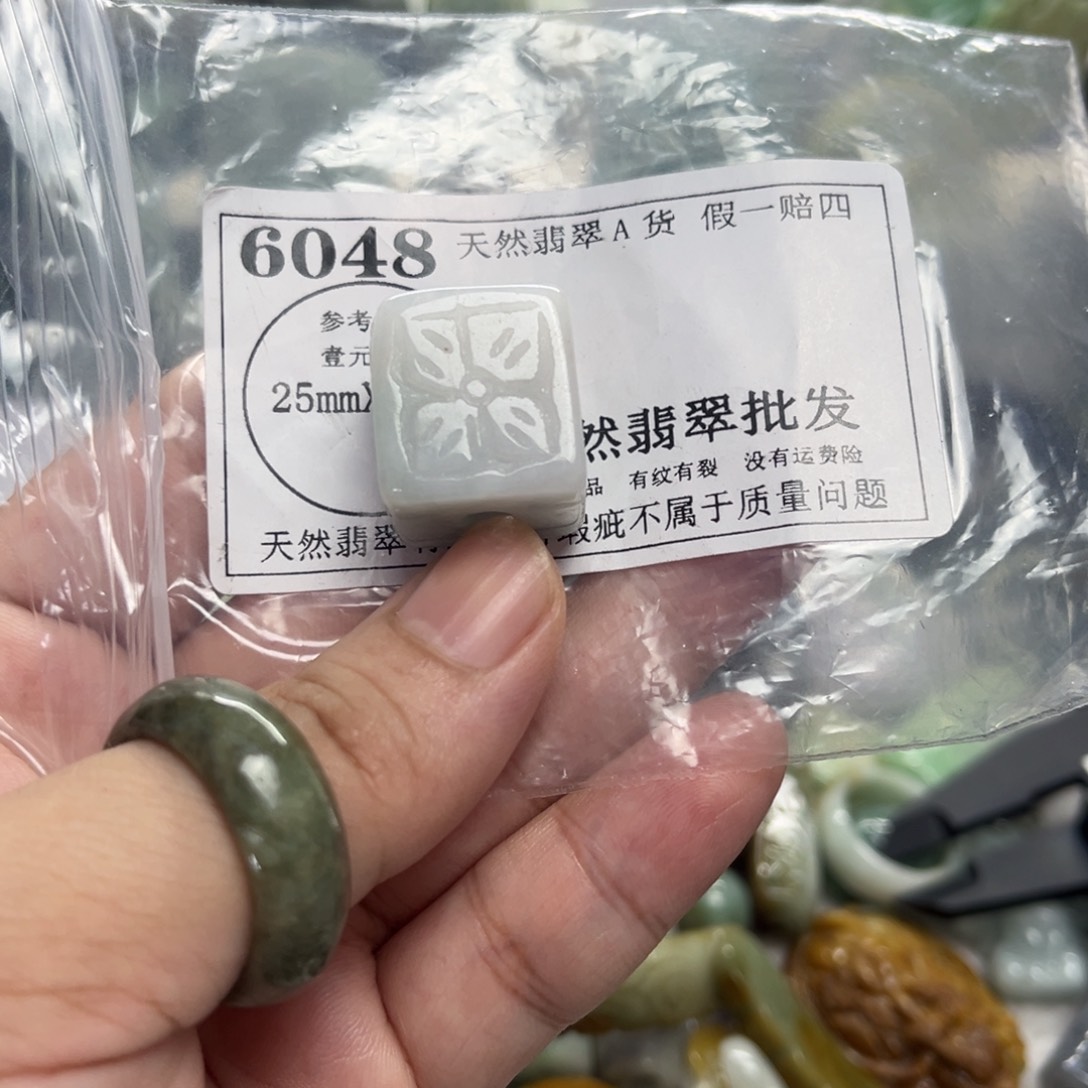 6048 天然翡翠A货 假一赔四
参考
壹元
25mmX
然翡翠批发
品 有纹有裂 没有运费险
天然翡翠 瑕疵不属于质量问题